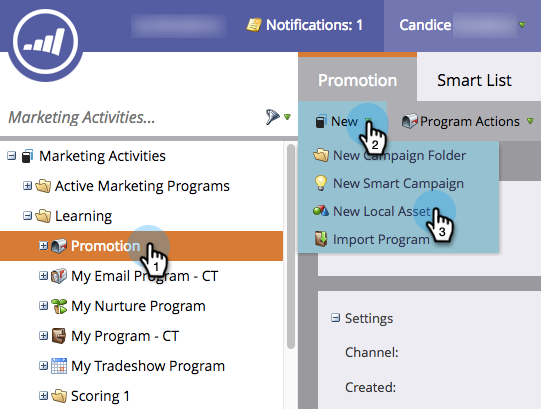 Notifications: 1
Candice
Promotion
Smart List
Marketing Activities...
New
Program Actions
2
Marketing Activities
New Campaign Folder
Active Marketing Programs
New Smart Campaign
Learning
New Local Asset
3
Promotion
1
Import Program
My Email Program - CT
My Nurture Program
Settings
My Program - CT
Channel:
My Tradeshow Program
Created:
Scoring 1